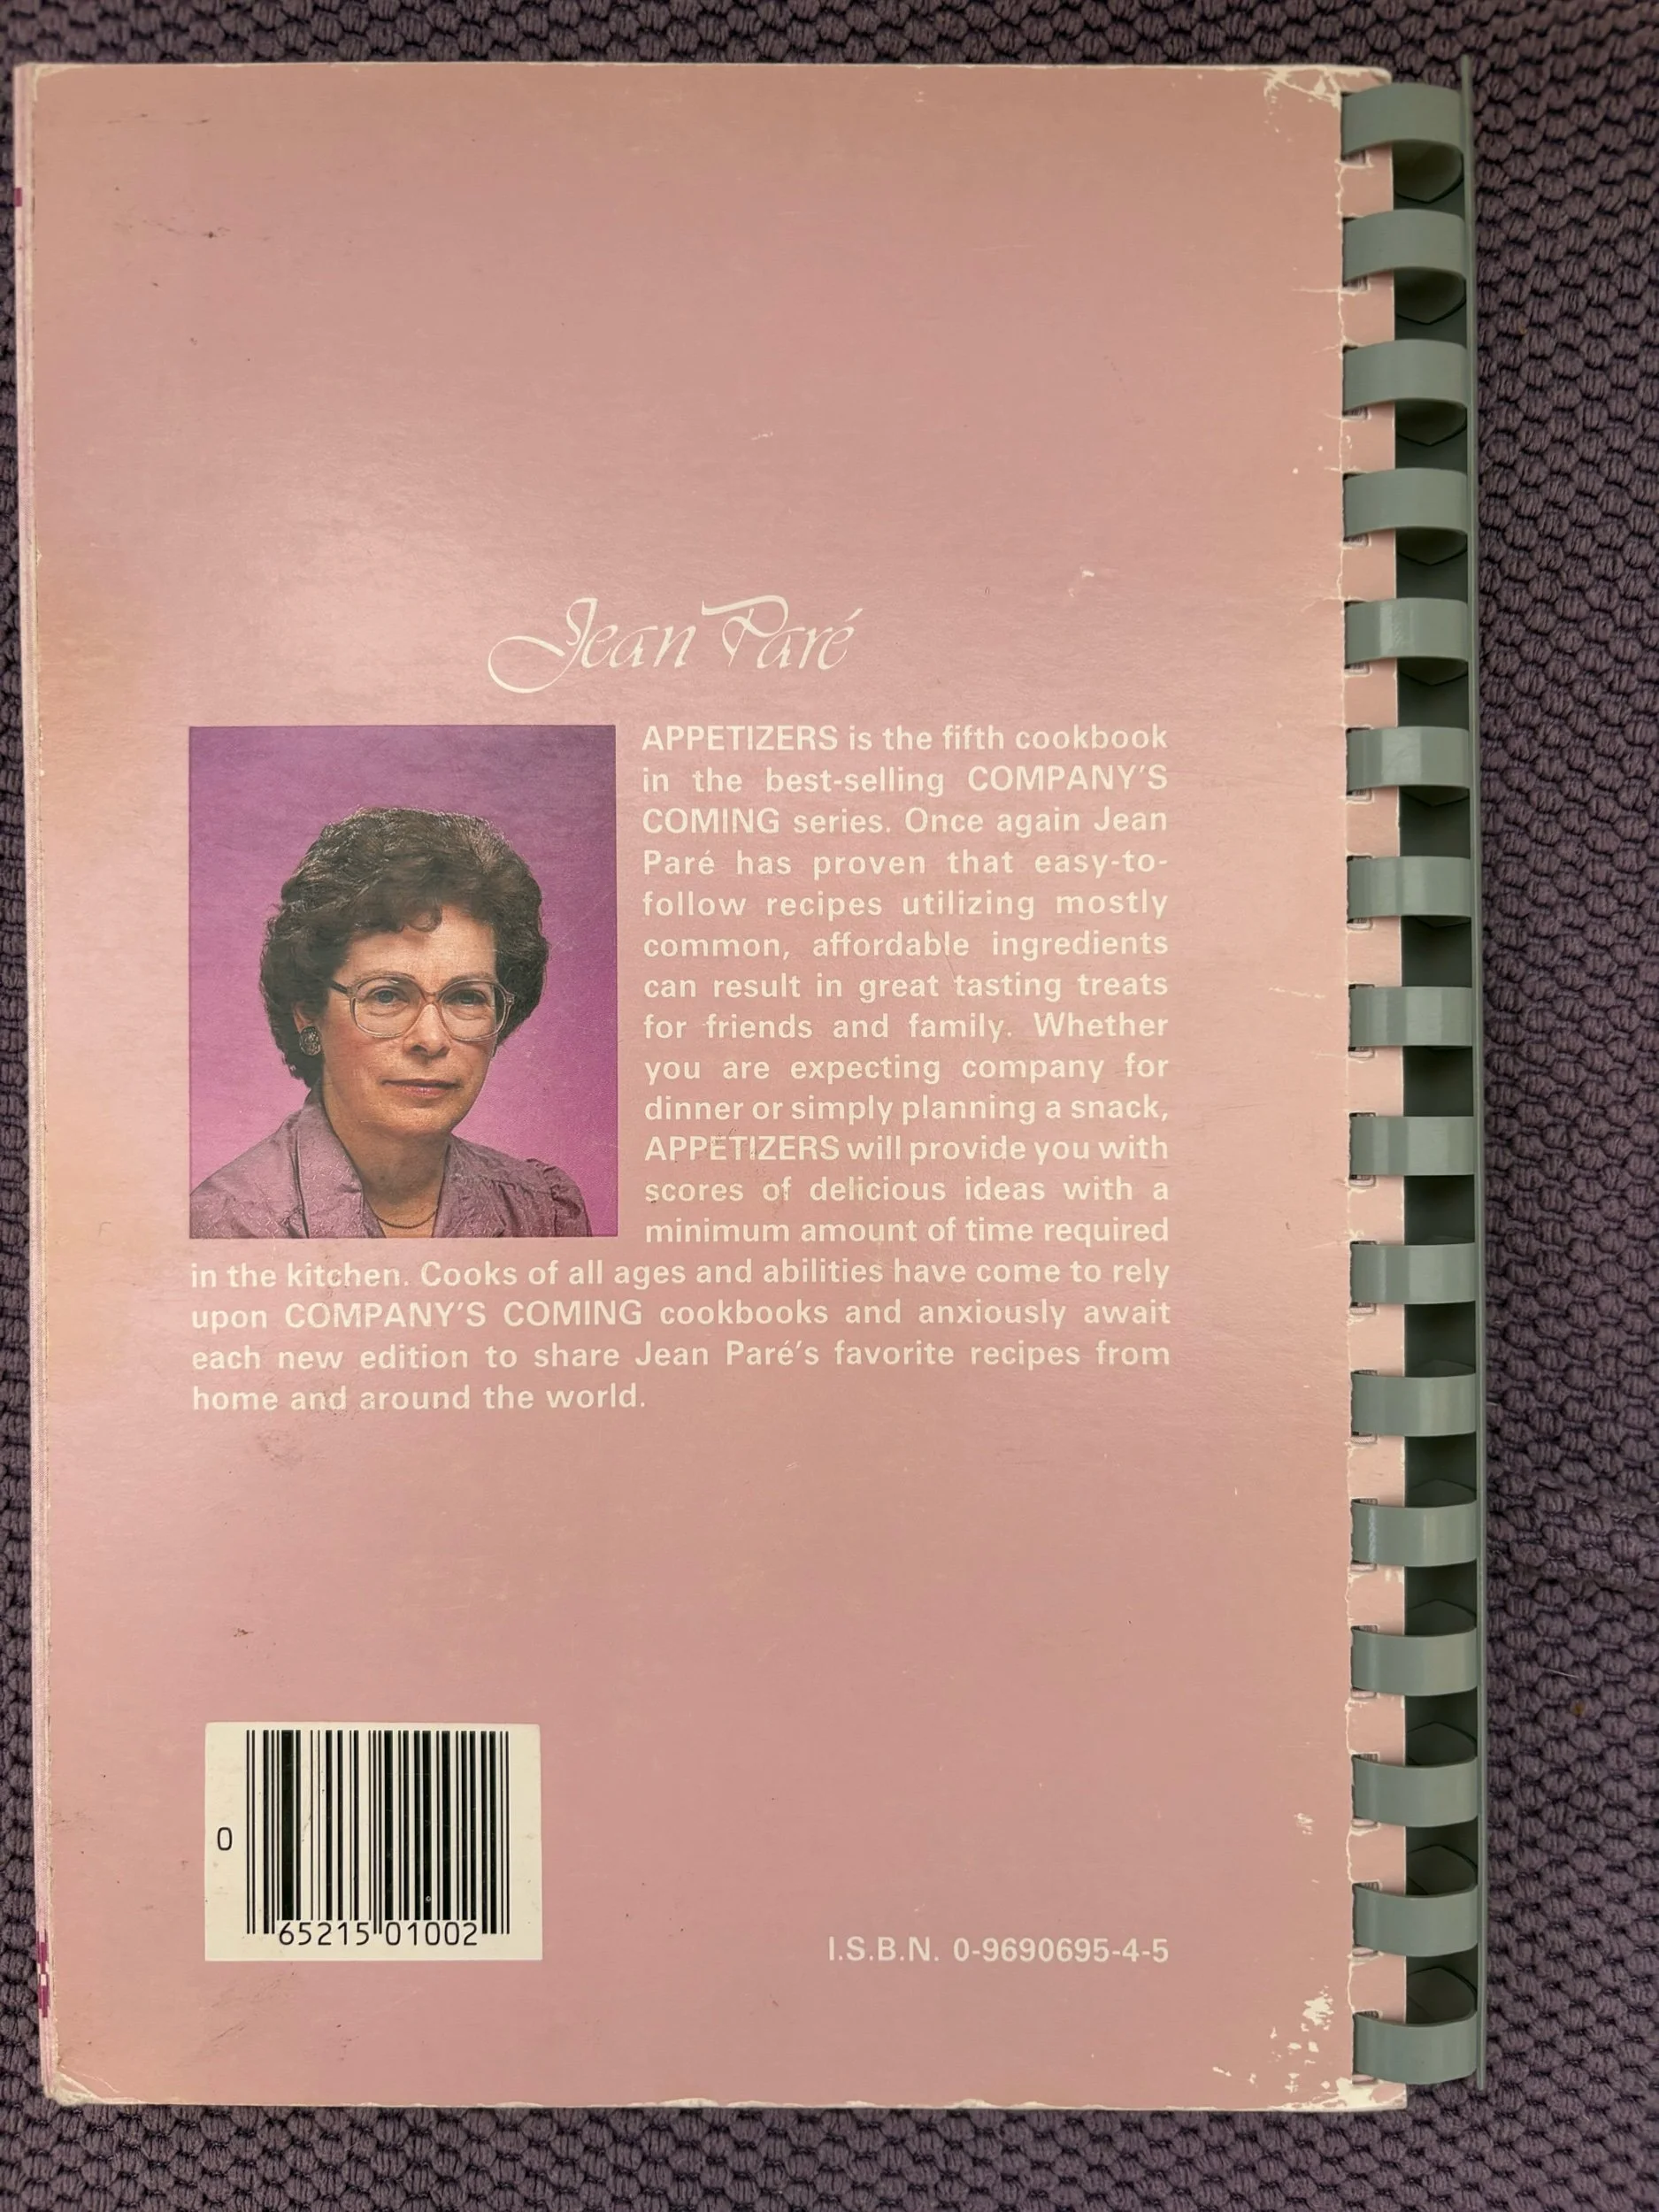 Jean Paré
APPETIZERS is the fifth cookbook
in the best-selling COMPANY'S
COMING series. Once again Jean
Paré has proven that easy-to-
follow recipes utilizing mostly
common, affordable ingredients
can result in great tasting treats
for friends and family. Whether
you are expecting company for
dinner or simply planning a snack,
APPETIZERS will provide you with
scores of delicious ideas with a
minimum amount of time required
in the kitchen. Cooks of all ages and abilities have come to rely
upon COMPANY'S COMING cookbooks and anxiously await
each new edition to share Jean Paré's favorite recipes from
home and around the world.
0
65215 01002
I.S.B.N. 0-9690695-4-5